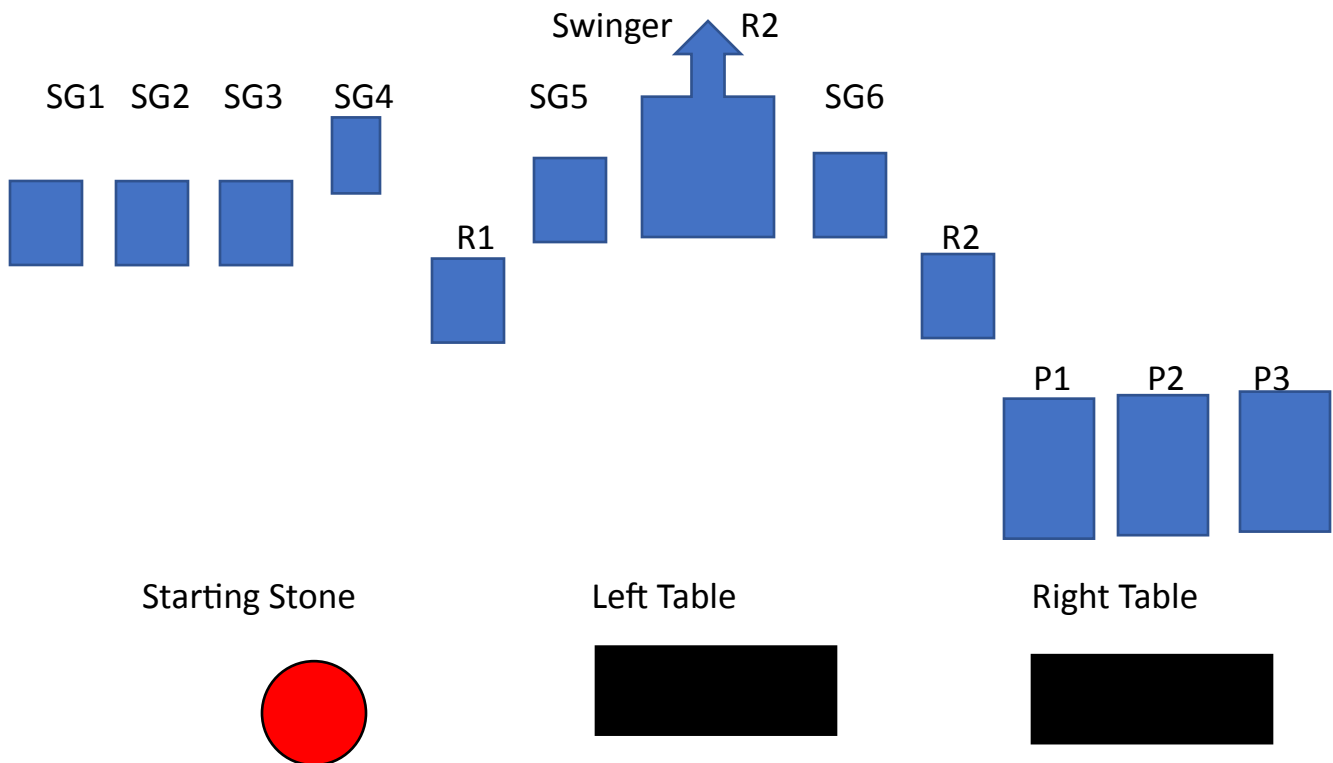 Swinger R2
SG1 SG2 SG3 SG4 SG5 SG6
R1 R2
P1 P2 P3
Starting Stone Left Table Right Table